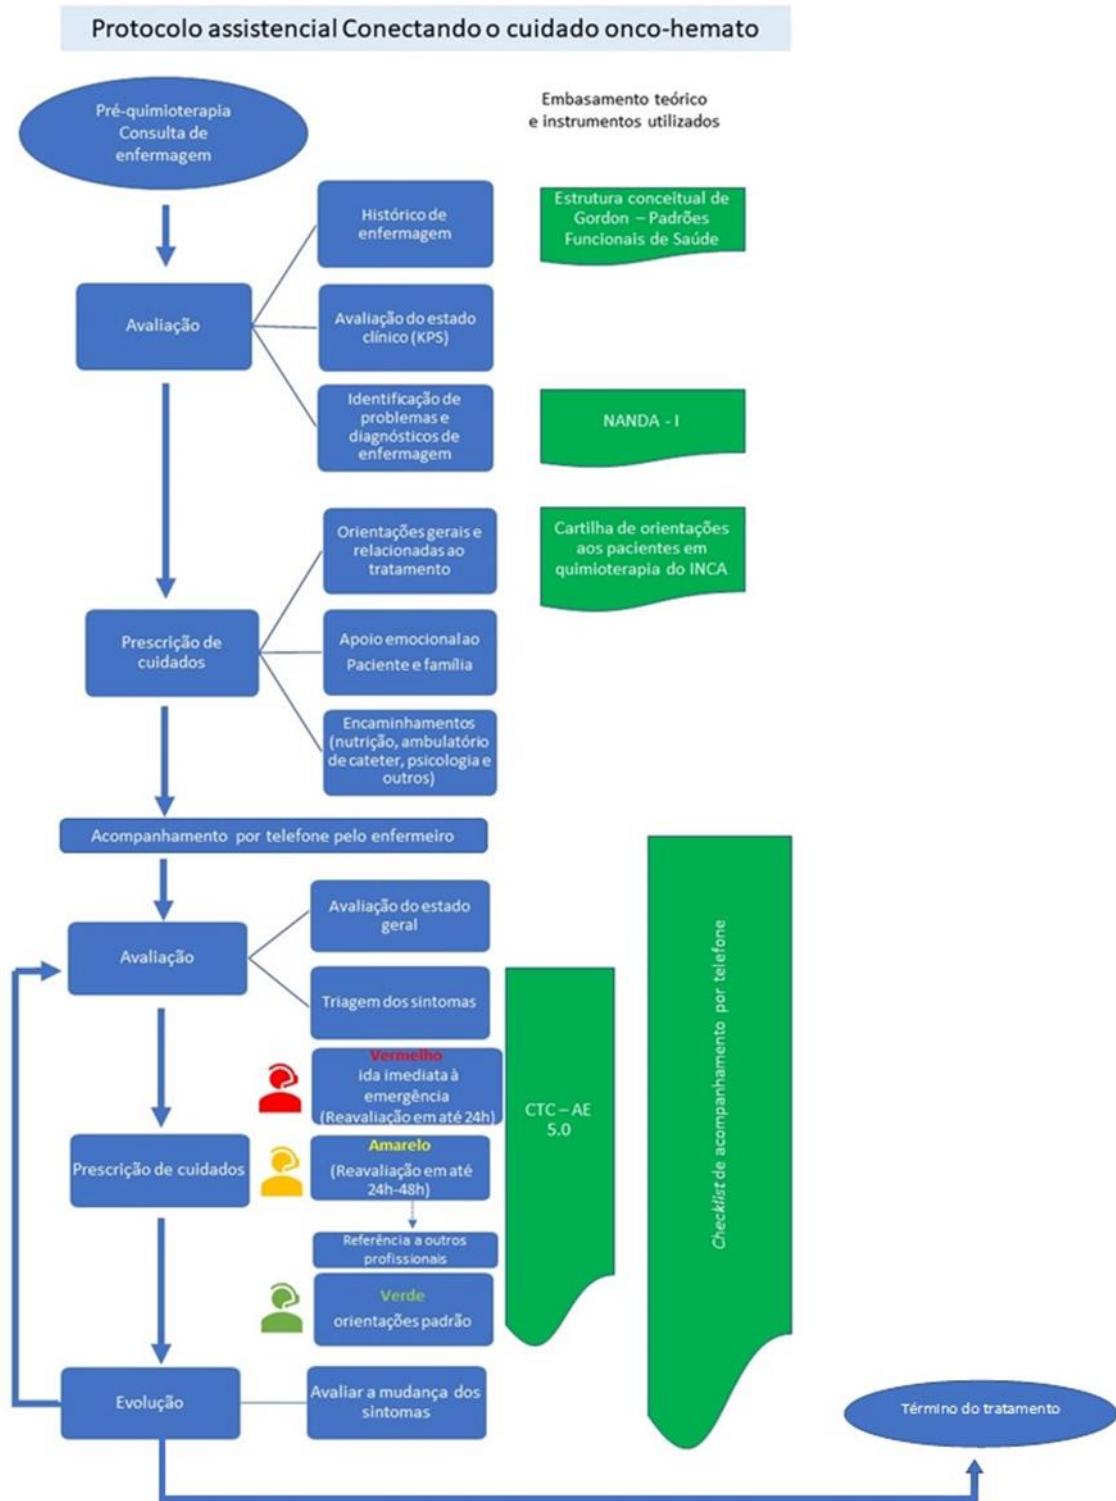 Protocolo assistencial Conectando o cuidado onco-hemato
Pré-quimioterapia
Consulta de
enfermagem
Embasamento teórico
e instrumentos utilizados
Histórico de
enfermagem
Estrutura conceitual de
Gordon – Padrões
Funcionais de Saúde
Avaliação
Avaliação do estado
clínico (KPS)
Identificação de
problemas e
diagnósticos de
enfermagem
NANDA - I
Orientações gerais e
relacionadas ao
tratamento
Cartilha de orientações
aos pacientes em
quimioterapia do INCA
Prescrição de
cuidados
Apoio emocional ao
Paciente e família
Encaminhamentos
(nutrição, ambulatório
de cateter, psicologia e
outros)
Acompanhamento por telefone pelo enfermeiro
Avaliação
Avaliação do estado
geral
Triagem dos sintomas
Vermelho
ida imediata à
emergência
(Reavaliação em até 24h)
CTC – AE
5.0
Checklist de acompanhamento por telefone
Prescrição de cuidados
Amarelo
(Reavaliação em até
24h-48h)
Referência a outros
profissionais
Verde
orientações padrão
Evolução
Avaliar a mudança dos
sintomas
Término do tratamento